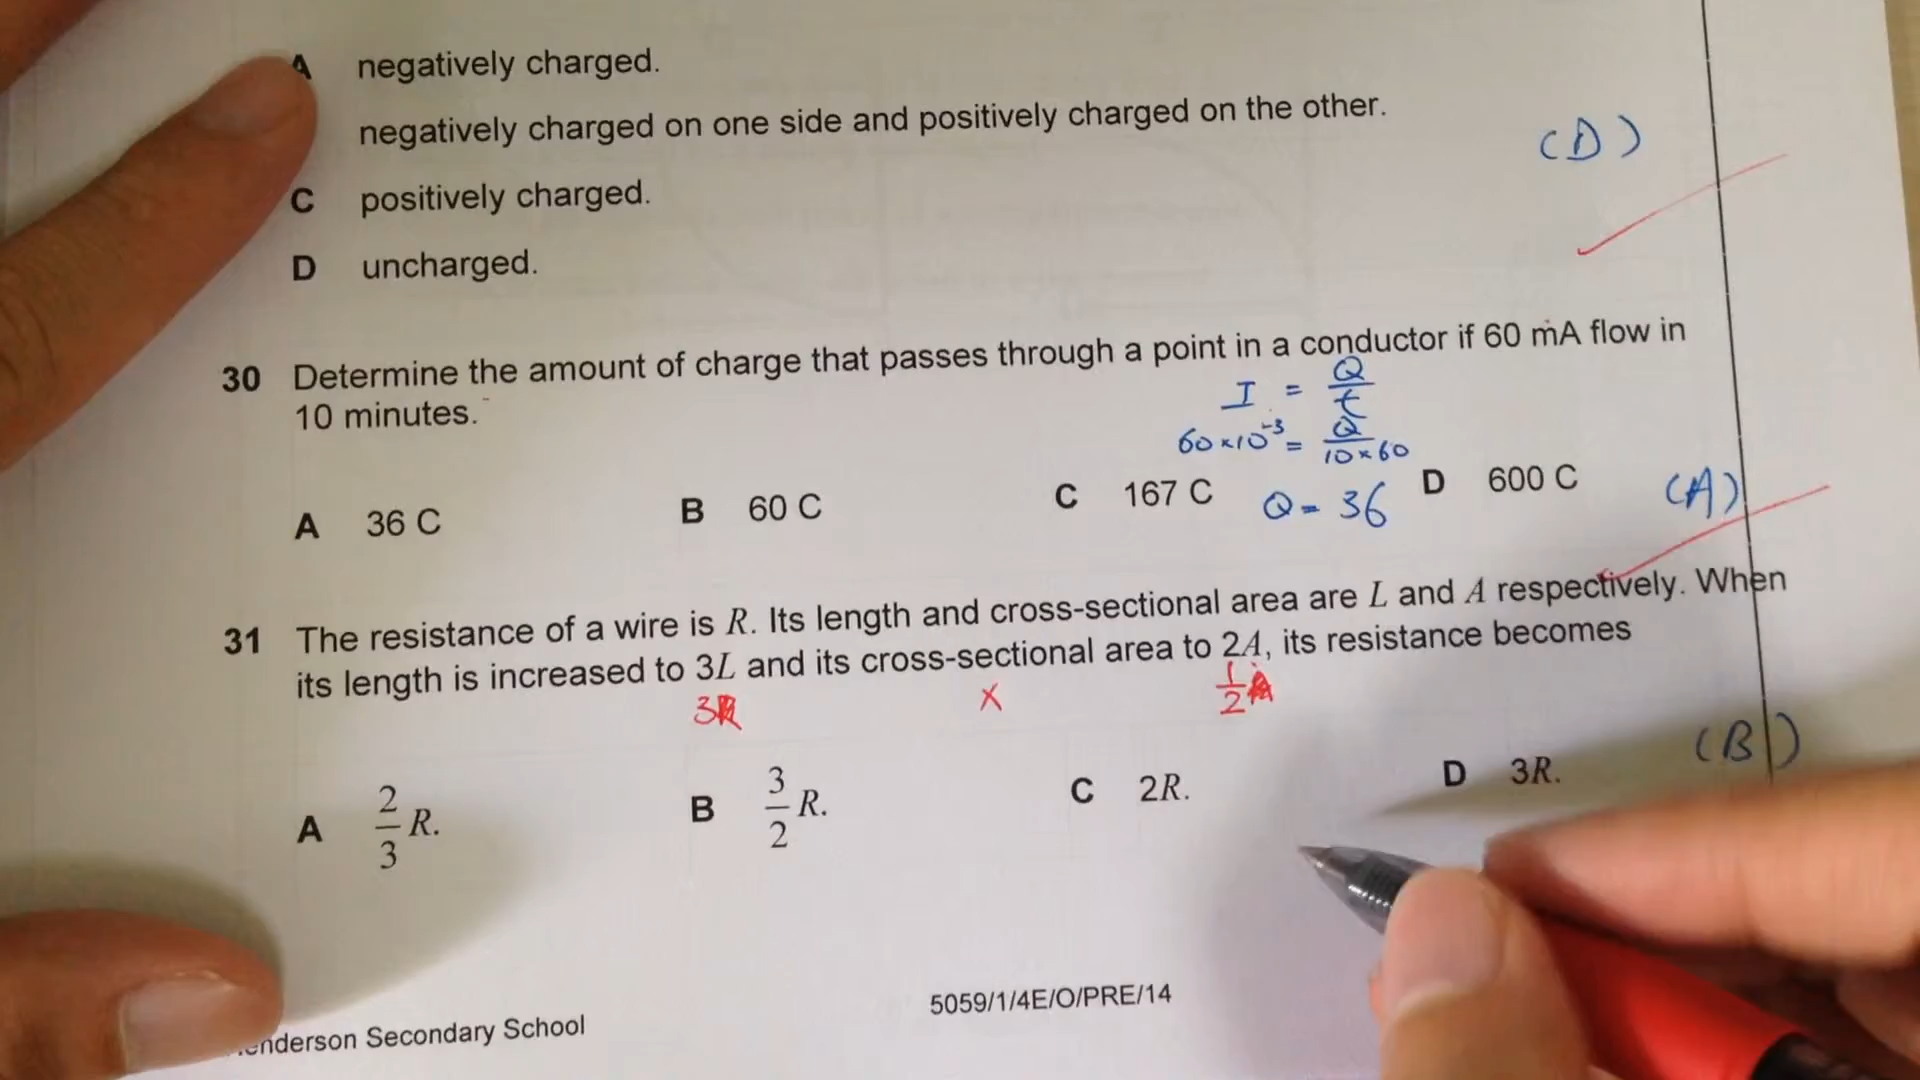 A negatively charged.
negatively charged on one side and positively charged on the other.
(D)
C positively charged.
D uncharged.
30 Determine the amount of charge that passes through a point in a conductor if 60 mA flow in
10 minutes.
I = Q/t
60×10⁻³ = Q/10×60
A 36 C B 60 C C 167 C Q = 36 D 600 C (A)
31 The resistance of a wire is R. Its length and cross-sectional area are L and A respectively. When
its length is increased to 3L and its cross-sectional area to 2A, its resistance becomes
3 × 1/2
(B)
A 2/3 R. B 3/2 R. C 2R. D 3R.
enderson Secondary School 5059/1/4E/O/PRE/14